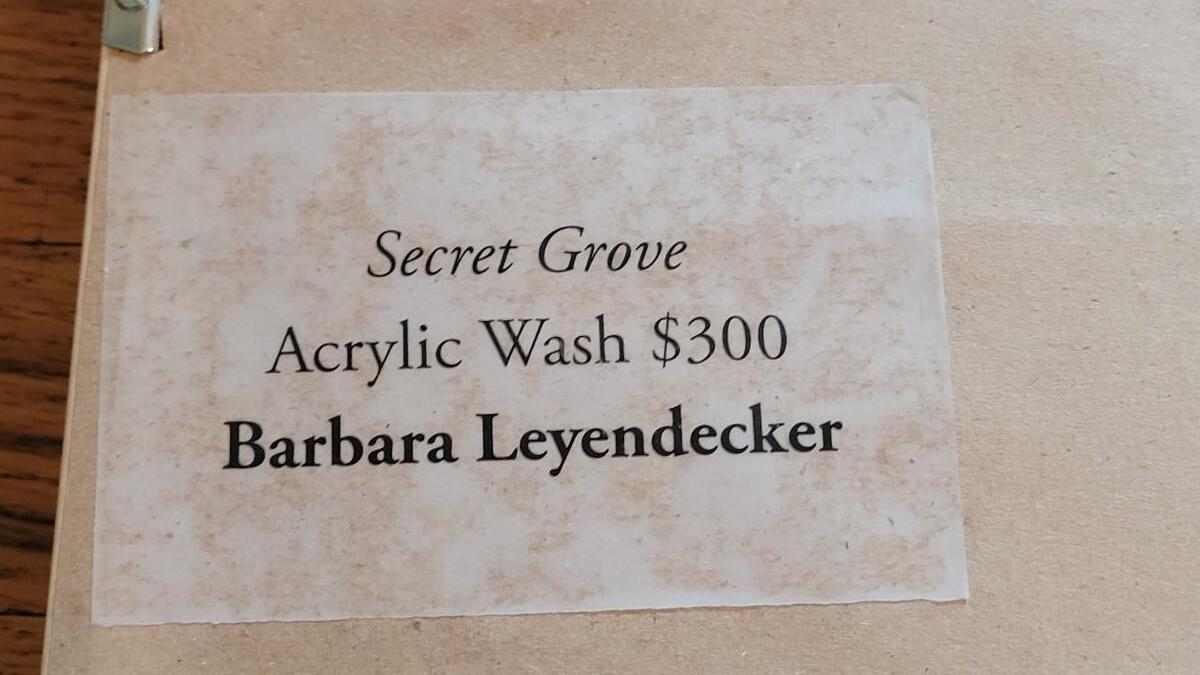 Secret Grove
Acrylic Wash $300
Barbara Leyendecker